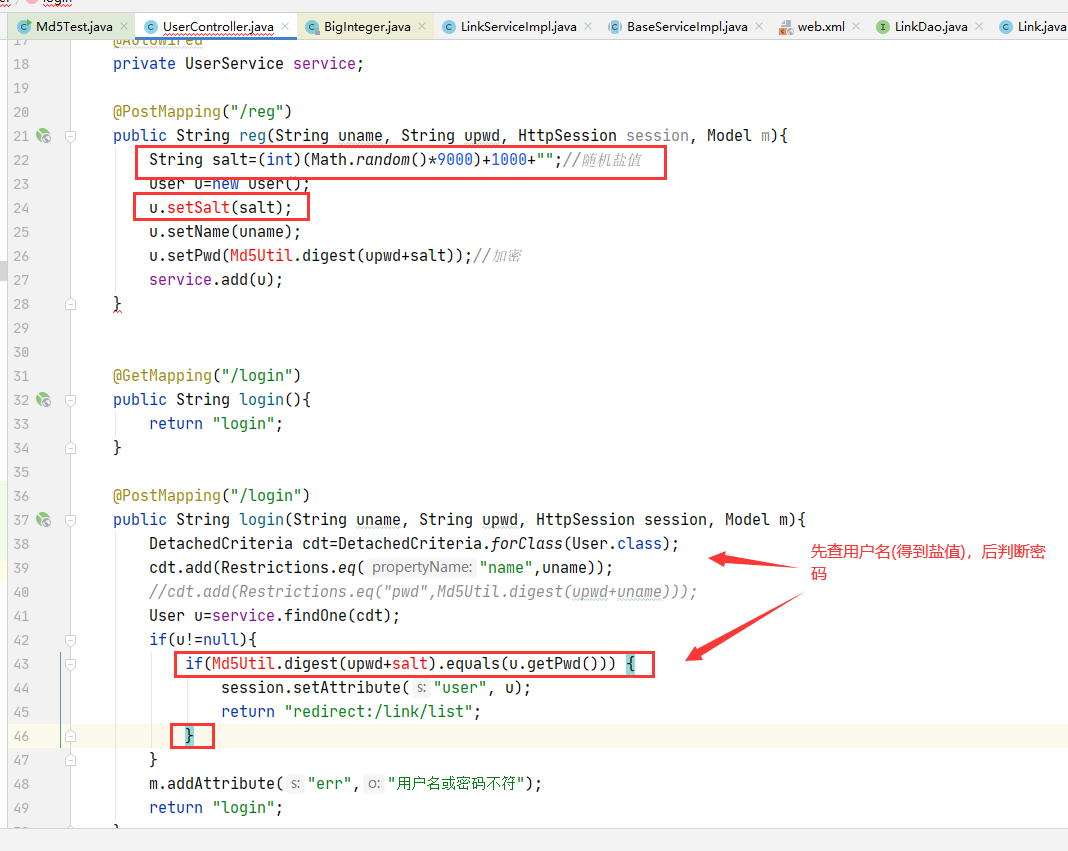 login
Md5Test.java UserController.java BigInteger.java LinkServiceImpl.java BaseServiceImpl.java web.xml LinkDao.java Link.java
17 @Autowired
18 private UserService service;
19
20 @PostMapping("/reg")
21 public String reg(String uname, String upwd, HttpSession session, Model m){
22 String salt=(int)(Math.random()*9000)+1000+"";//随机盐值
23 User u=new User();
24 u.setSalt(salt);
25 u.setName(uname);
26 u.setPwd(Md5Util.digest(upwd+salt));//加密
27 service.add(u);
28 }
29
30
31 @GetMapping("/login")
32 public String login(){
33 return "login";
34 }
35
36 @PostMapping("/login")
37 public String login(String uname, String upwd, HttpSession session, Model m){
38 DetachedCriteria cdt=DetachedCriteria.forClass(User.class);
先查用户名(得到盐值)，后判断密
码
39 cdt.add(Restrictions.eq( propertyName: "name",uname));
40 //cdt.add(Restrictions.eq("pwd",Md5Util.digest(upwd+uname)));
41 User u=service.findOne(cdt);
42 if(u!=null){
43 if(Md5Util.digest(upwd+salt).equals(u.getPwd())) {
44 session.setAttribute( s: "user", u);
45 return "redirect:/link/list";
46 }
47 }
48 m.addAttribute( s: "err", o: "用户名或密码不符");
49 return "login";